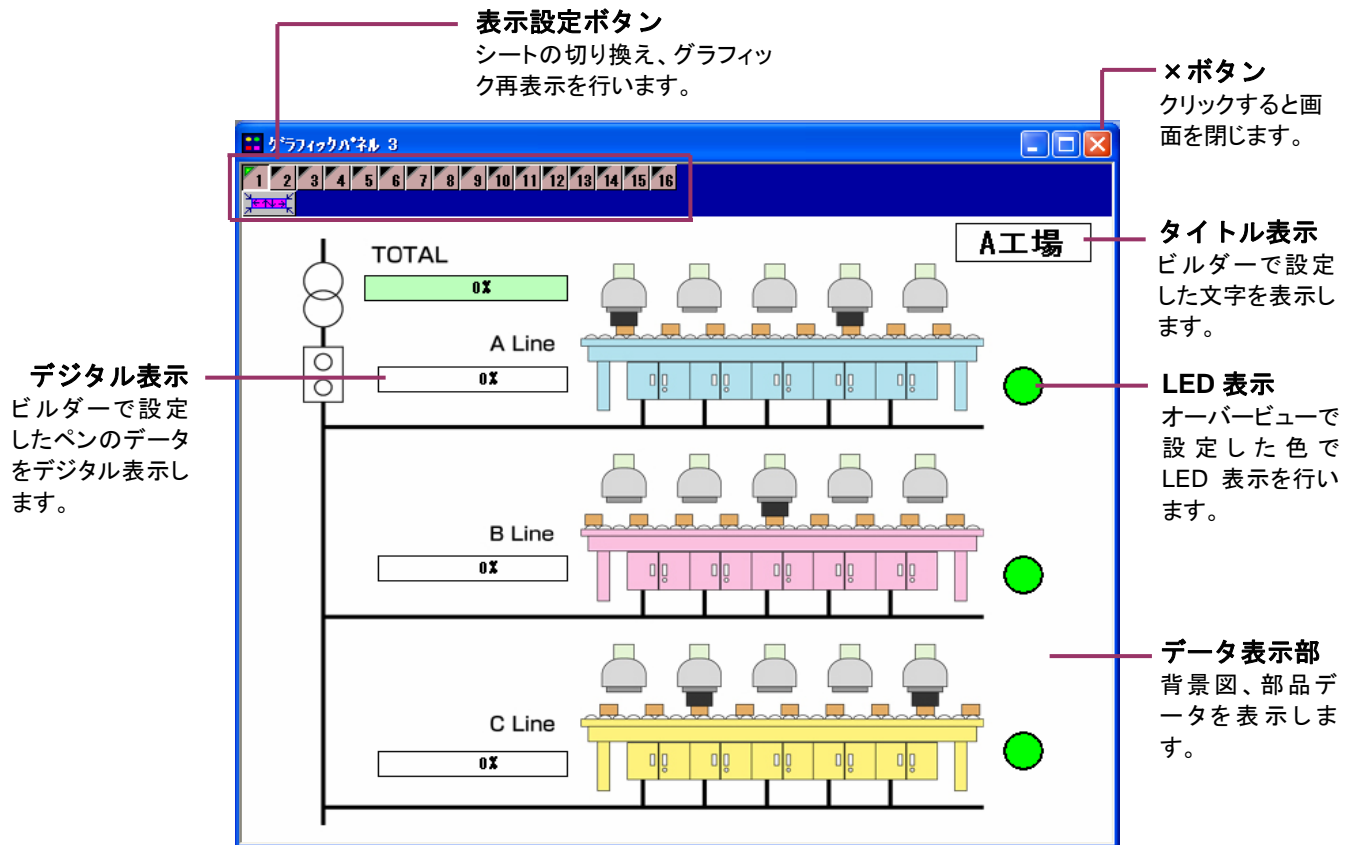 表示設定ボタン
シートの切り換え、グラフィッ
ク再表示を行います。
×ボタン
クリックすると画
面を閉じます。
グラフィックパネル 3
1 2 3 4 5 6 7 8 9 10 11 12 13 14 15 16
A工場
タイトル表示
ビルダーで設定
した文字を表示し
ます。
TOTAL
0%
A Line
0%
デジタル表示
ビルダーで設定
したペンのデータ
をデジタル表示し
ます。
LED 表示
オーバービューで
設定した色で
LED 表示を行い
ます。
B Line
0%
データ表示部
背景図、部品デ
ータを表示しま
す。
C Line
0%